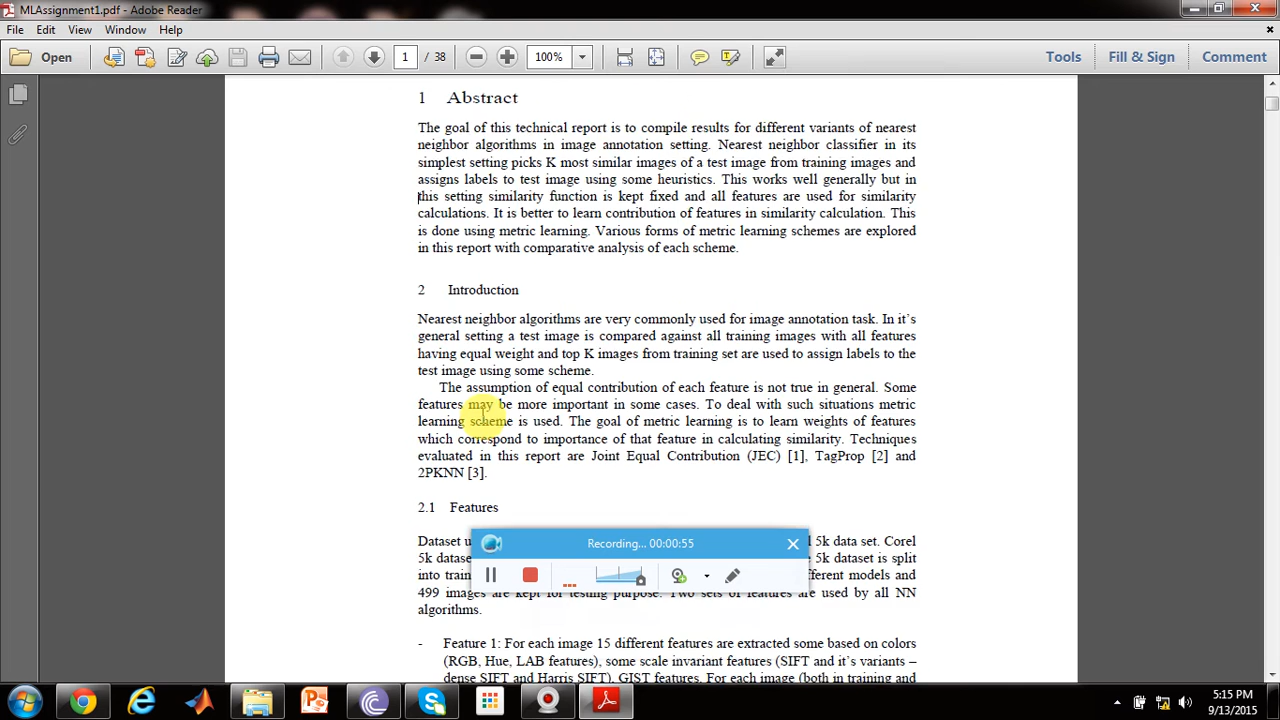 MLAssignment1.pdf - Adobe Reader
File Edit View Window Help
Open 1 / 38 100% Tools Fill & Sign Comment
1 Abstract
The goal of this technical report is to compile results for different variants of nearest
neighbor algorithms in image annotation setting. Nearest neighbor classifier in its
simplest setting picks K most similar images of a test image from training images and
assigns labels to test image using some heuristics. This works well generally but in
this setting similarity function is kept fixed and all features are used for similarity
calculations. It is better to learn contribution of features in similarity calculation. This
is done using metric learning. Various forms of metric learning schemes are explored
in this report with comparative analysis of each scheme.
2 Introduction
Nearest neighbor algorithms are very commonly used for image annotation task. In it's
general setting a test image is compared against all training images with all features
having equal weight and top K images from training set are used to assign labels to the
test image using some scheme.
The assumption of equal contribution of each feature is not true in general. Some
features may be more important in some cases. To deal with such situations metric
learning scheme is used. The goal of metric learning is to learn weights of features
which correspond to importance of that feature in calculating similarity. Techniques
evaluated in this report are Joint Equal Contribution (JEC) [1], TagProp [2] and
2PKNN [3].
2.1 Features
Dataset 5k data set. Corel
5k 5k dataset is split
into models and
499 images are kept for testing purpose. Two sets of features are used by all NN
algorithms.
- Feature 1: For each image 15 different features are extracted some based on colors
(RGB, Hue, LAB features), some scale invariant features (SIFT and it's variants –
dense SIFT and Harris SIFT), GIST features. For each image (both in training and
Recording... 00:00:55
5:15 PM
9/13/2015